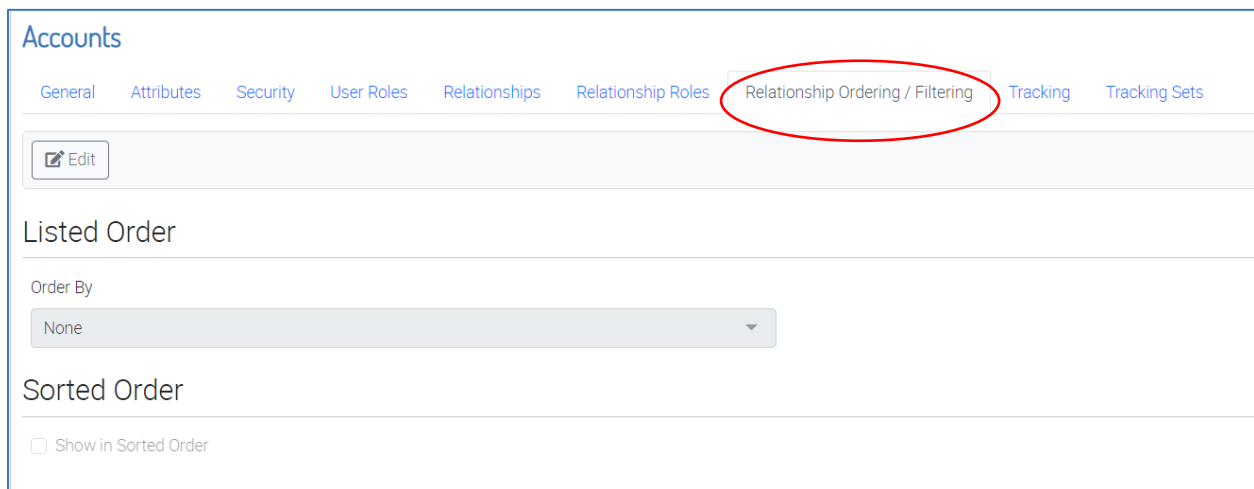 Accounts
General Attributes Security User Roles Relationships Relationship Roles Relationship Ordering / Filtering Tracking Tracking Sets
Edit
Listed Order
Order By
None
Sorted Order
Show in Sorted Order